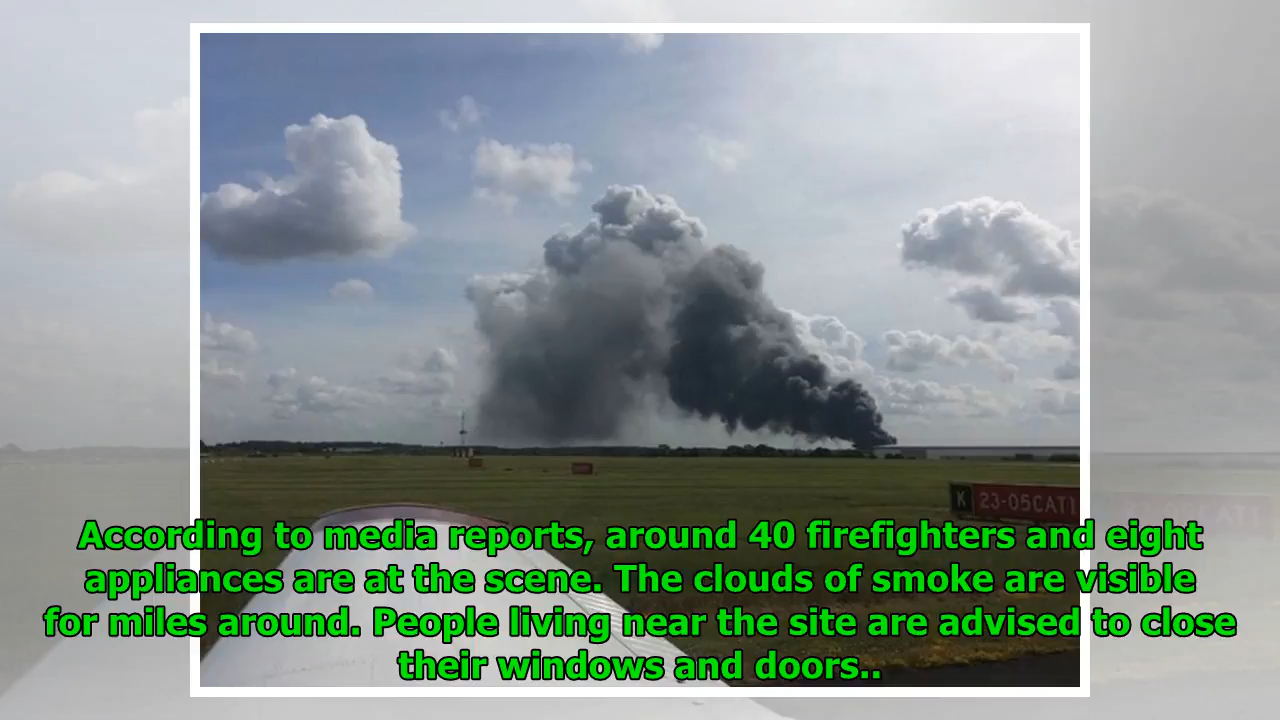 K 23-05CAT1
According to media reports, around 40 firefighters and eight
appliances are at the scene. The clouds of smoke are visible
for miles around. People living near the site are advised to close
their windows and doors..